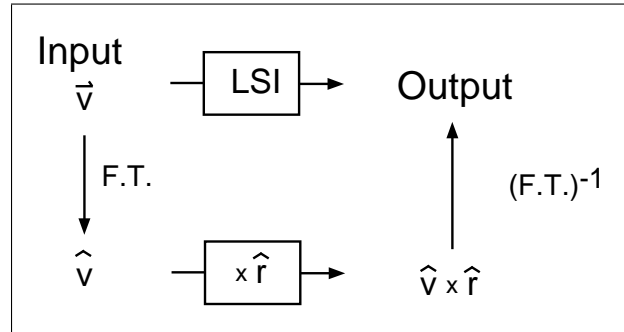 Input
v⃗ LSI Output
F.T. (F.T.)⁻¹
v̂ × r̂ v̂ × r̂